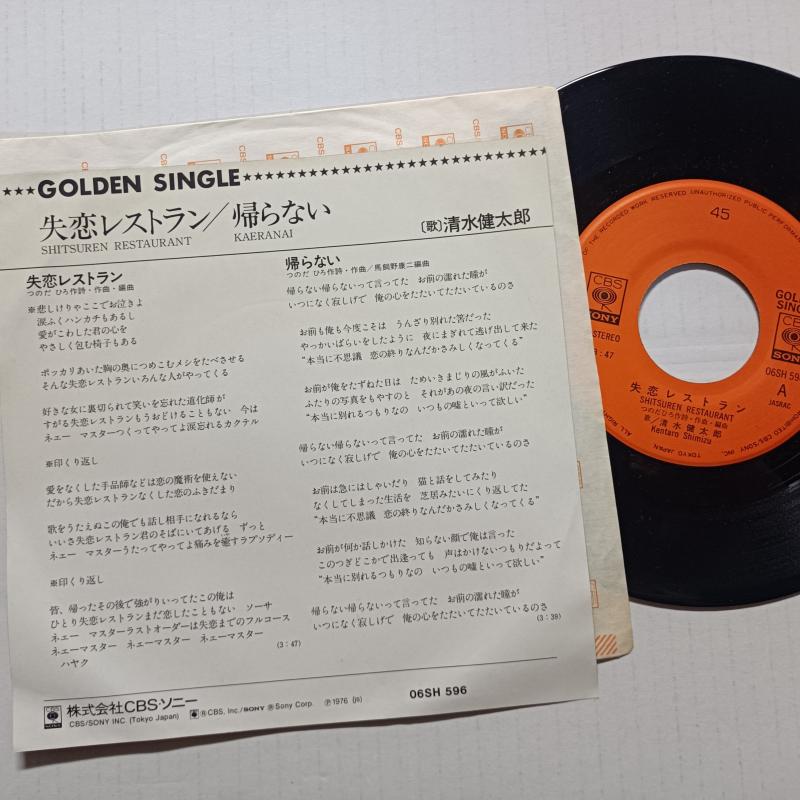 GOLDEN SINGLE
失恋レストラン／帰らない
SHITSUREN RESTAURANT KAERANAI
〔歌〕清水健太郎
失恋レストラン
つのだ ひろ作詩・作曲・編曲
※悲しけりゃここでお泣きよ
涙ふくハンカチもあるし
愛がこわした君の心を
やさしく包む椅子もある
ポッカリあいた胸の奥につめこむメシをたべさせる
そんな失恋レストランいろんな人がやってくる
好きな女に裏切られて笑いを忘れた道化師が
すがる失恋レストランもうおどけることもない 今は
ネェー マスターつくってやってよ涙忘れるカクテル
※印くり返し
愛をなくした手品師などは恋の魔術を使えない
だから失恋レストランなくした恋のふきだまり
歌をうたえぬこの俺でも話し相手になれるなら
いいさ失恋レストラン君のそばにいてあげる ずっと
ネェー マスターうたってやってよ痛みを癒すラプソディー
※印くり返し
皆、帰ったその後で強がりいってたこの俺は
ひとり失恋レストランまだ恋したこともない ソーサ
ネェー マスターラストオーダーは失恋までのフルコース
ネェーマスター ネェーマスター ネェーマスター
ハヤク
(3:47)
帰らない
つのだ ひろ作詩・作曲／馬飼野康二編曲
帰らない帰らないって言ってた お前の濡れた瞳が
いつになく寂しげで 俺の心をたたいてたたいているのさ
お前も俺も今度こそは うんざり別れた筈だった
やっかいばらいをしたように 夜にまぎれて逃げ出して来た
“本当に不思議 恋の終りなんだかさみしくなってくる”
お前が俺をたずねた日は ためいきまじりの風がふいた
ふたりの写真をもやすのと それがあの夜の言い訳だった
“本当に別れるつもりなの いつもの嘘といって欲しい”
帰らない帰らないって言ってた お前の濡れた瞳が
いつになく寂しげで 俺の心をたたいてたたいているのさ
お前は急にはしゃいだり 猫と話をしてみたり
なくしてしまった生活を 芝居みたいにくり返してた
“本当に不思議 恋の終りなんだかさみしくなってくる”
お前が何か話しかけた 知らない顔で俺は言った
このつぎどこかで出逢っても 声はかけないつもりだよって
“本当に別れるつもりなの いつもの嘘といって欲しい”
帰らない帰らないって言ってた お前の濡れた瞳が
いつになく寂しげで 俺の心をたたいてたたいているのさ
(3:39)
CBS SONY 株式会社CBS・ソニー
CBS/SONY INC. (Tokyo Japan) ®CBS, Inc./SONY ®Sony Corp. ℗1976 (js)
06SH 596
OF THE RECORDED WORK RESERVED UNAUTHORIZED PUBLIC PERFORMA
45
CBS
SONY
STEREO
3:47
CBS
SONY
06SH 59
A
JASRAC
失恋レストラン
SHITSUREN RESTAURANT
つのだひろ作詩・作曲・編曲
歌／清水健太郎
Kentaro Shimizu
CBS/SONY INC. TOKYO JAPAN
ALL RIGH